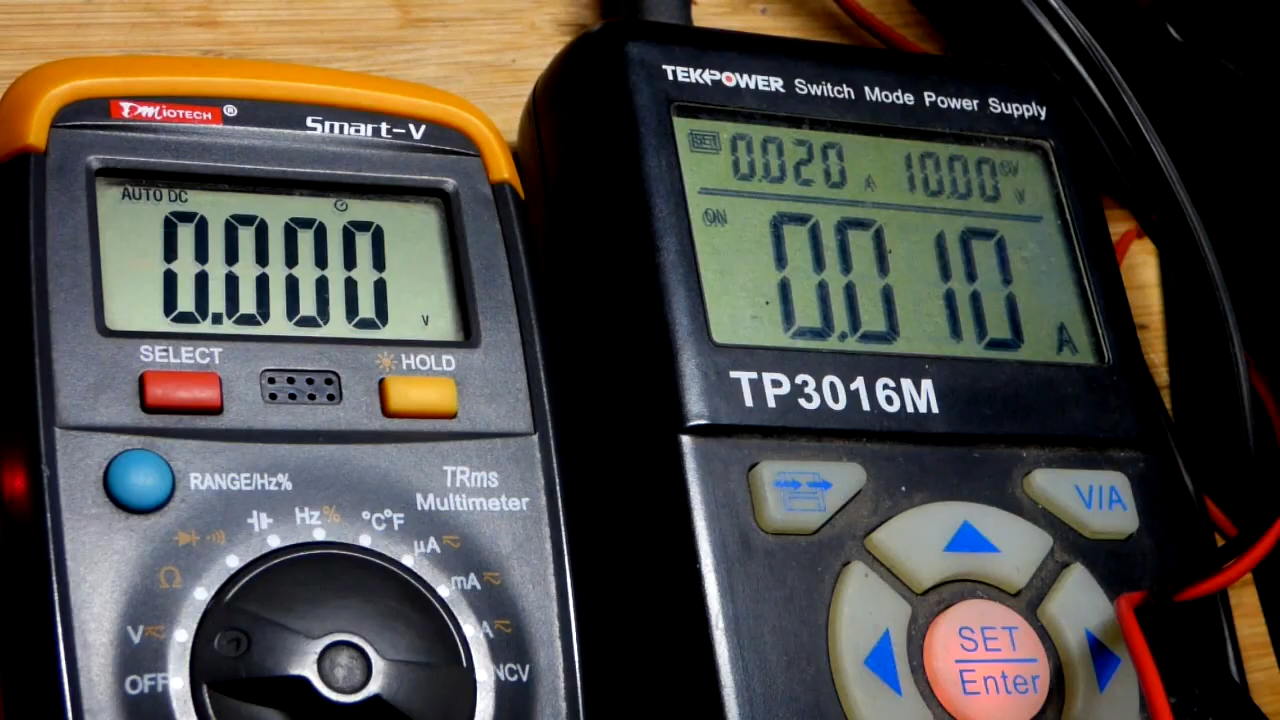 DMiOTECH ®
Smart-V
AUTO DC
0.000
V
SELECT
HOLD
RANGE/Hz%
TRms
Multimeter
Hz%
°C°F
µA
mA
A
NCV
Ω
V
OFF
TEKPOWER Switch Mode Power Supply
SET 0.020 A 10.00 V
ON
0.010 A
TP3016M
V/A
SET
Enter